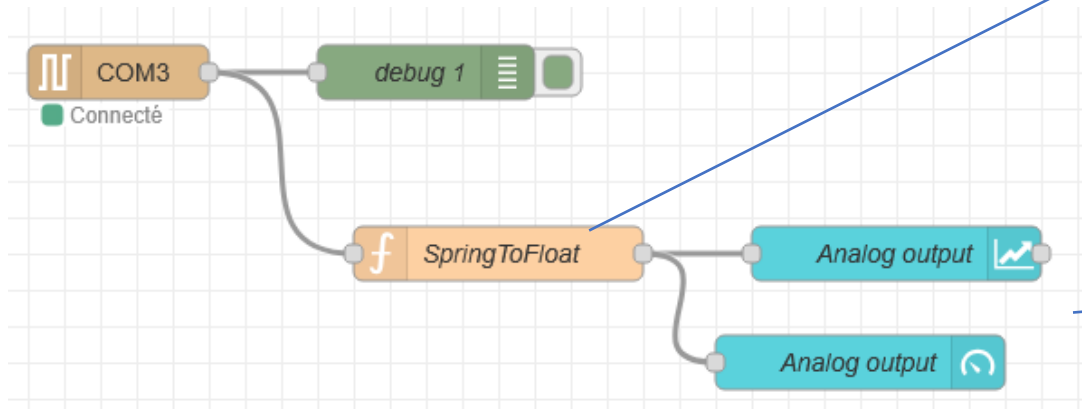 COM3
debug 1
Connecté
SpringToFloat
Analog output
Analog output